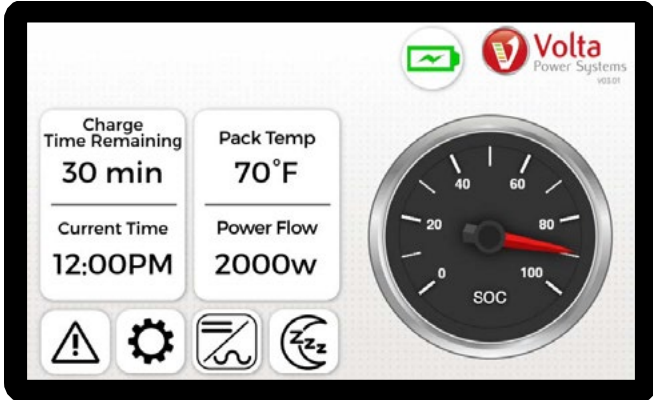 Volta
Power Systems
V03.01
Charge
Time Remaining
30 min
Current Time
12:00PM
Pack Temp
70°F
Power Flow
2000w
0
20
40
60
80
100
SOC
zzz